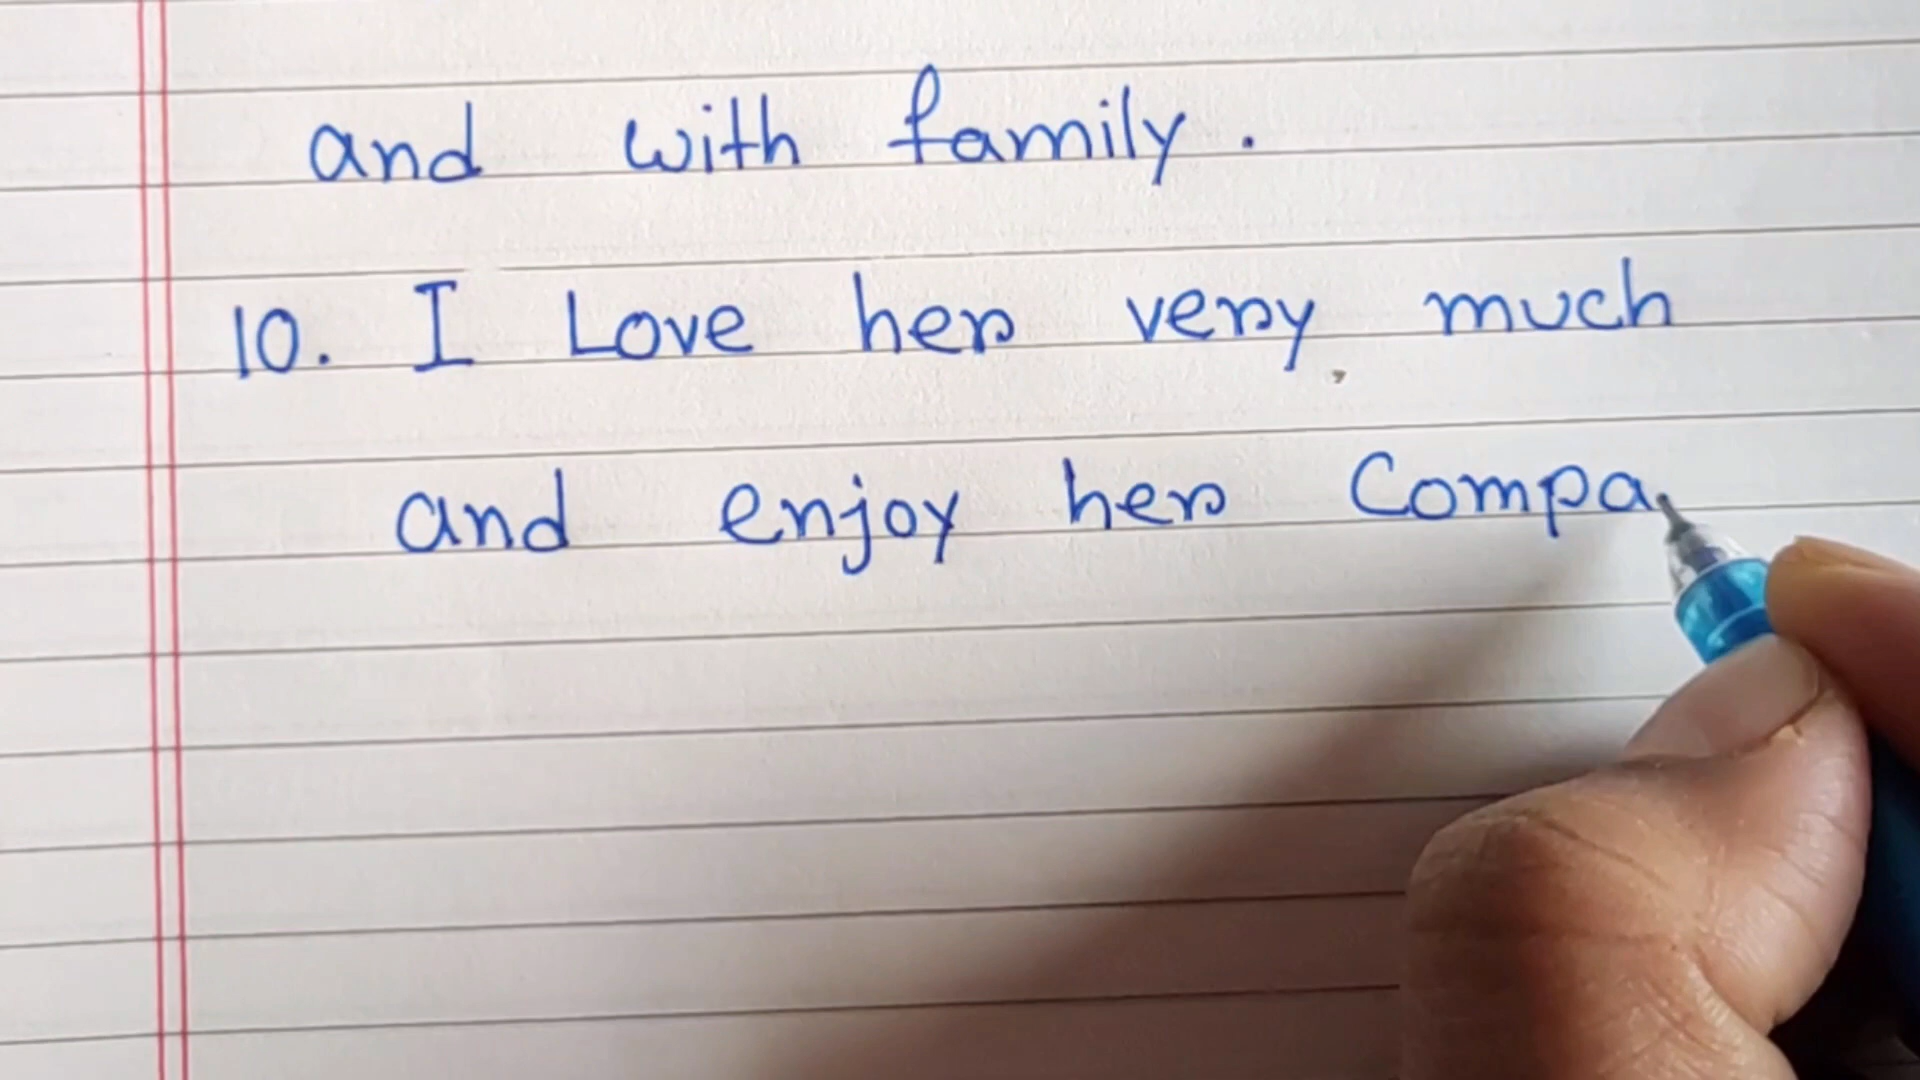 and with family.
10. I Love her very much
and enjoy her Compa